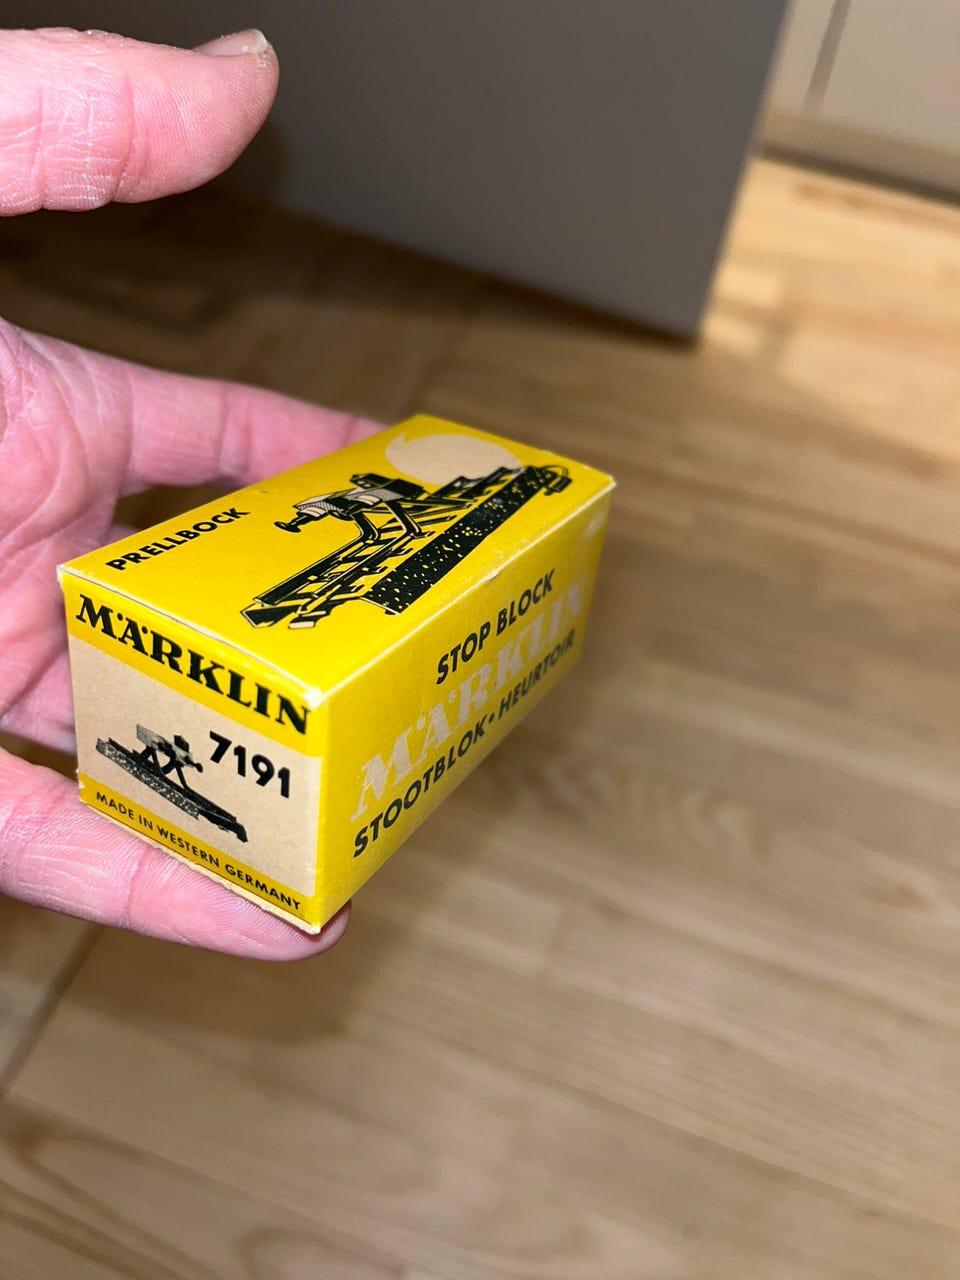 PRELLBOCK
MÄRKLIN
7191
MADE IN WESTERN GERMANY
STOP BLOCK
MÄRKLIN
STOOTBLOK • HEURTOIR